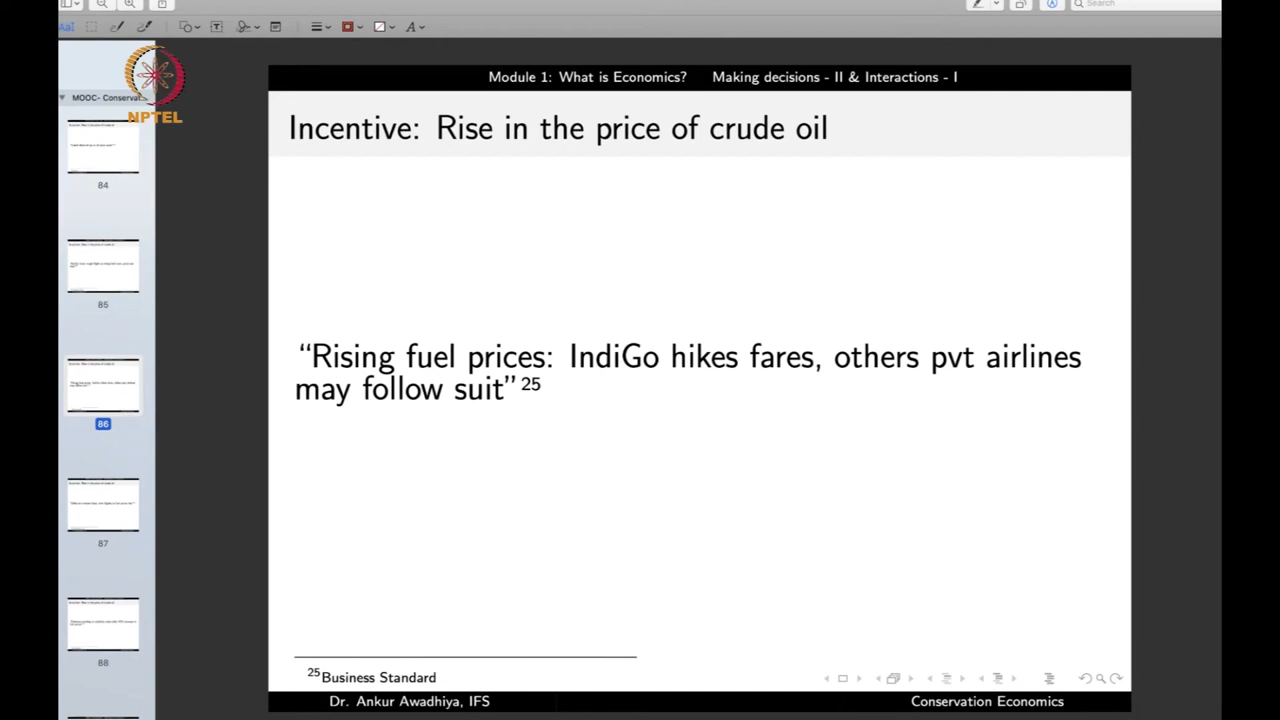 Search
Module 1: What is Economics? Making decisions - II & Interactions - I
MOOC- Conservat...
NPTEL
Incentive: Rise in the price of crude oil
84
85
86
87
88
“Rising fuel prices: IndiGo hikes fares, others pvt airlines
may follow suit”25
25Business Standard
Dr. Ankur Awadhiya, IFS Conservation Economics